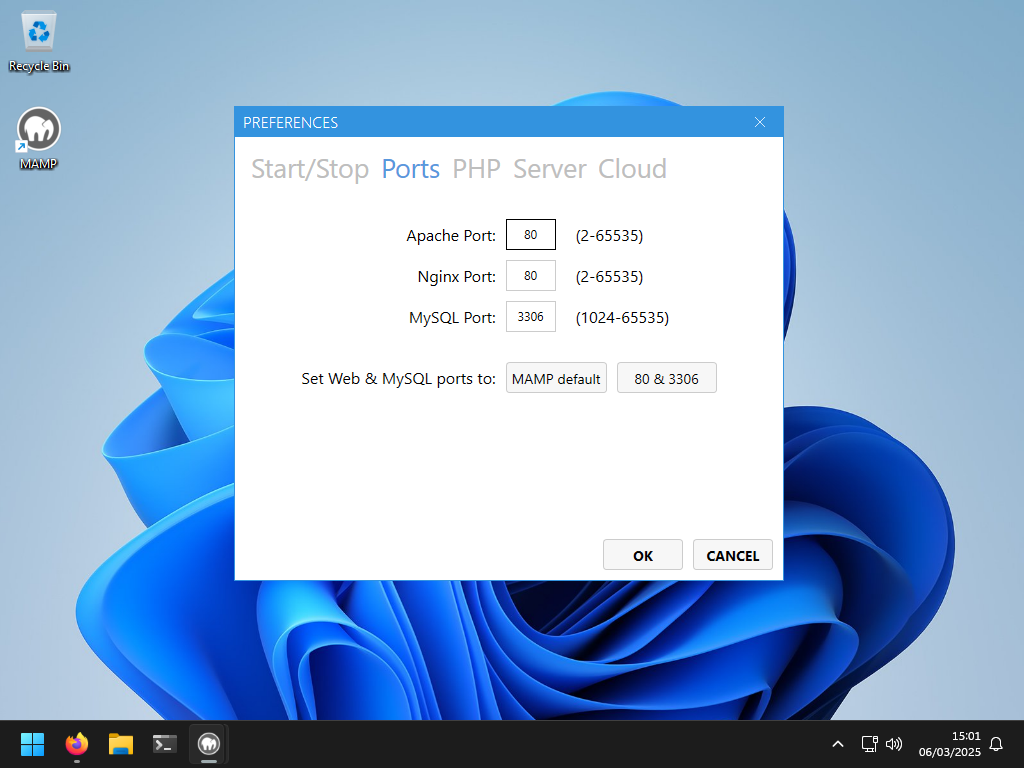 Recycle Bin
MAMP
PREFERENCES
Start/Stop Ports PHP Server Cloud
Apache Port: 80 (2-65535)
Nginx Port: 80 (2-65535)
MySQL Port: 3306 (1024-65535)
Set Web & MySQL ports to: MAMP default 80 & 3306
OK CANCEL
15:01
06/03/2025